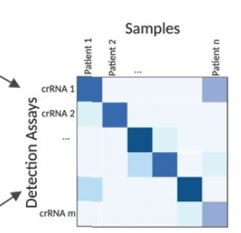 Samples
Patient 1
Patient 2
...
Patient n
Detection Assays
crRNA 1
crRNA 2
...
crRNA m